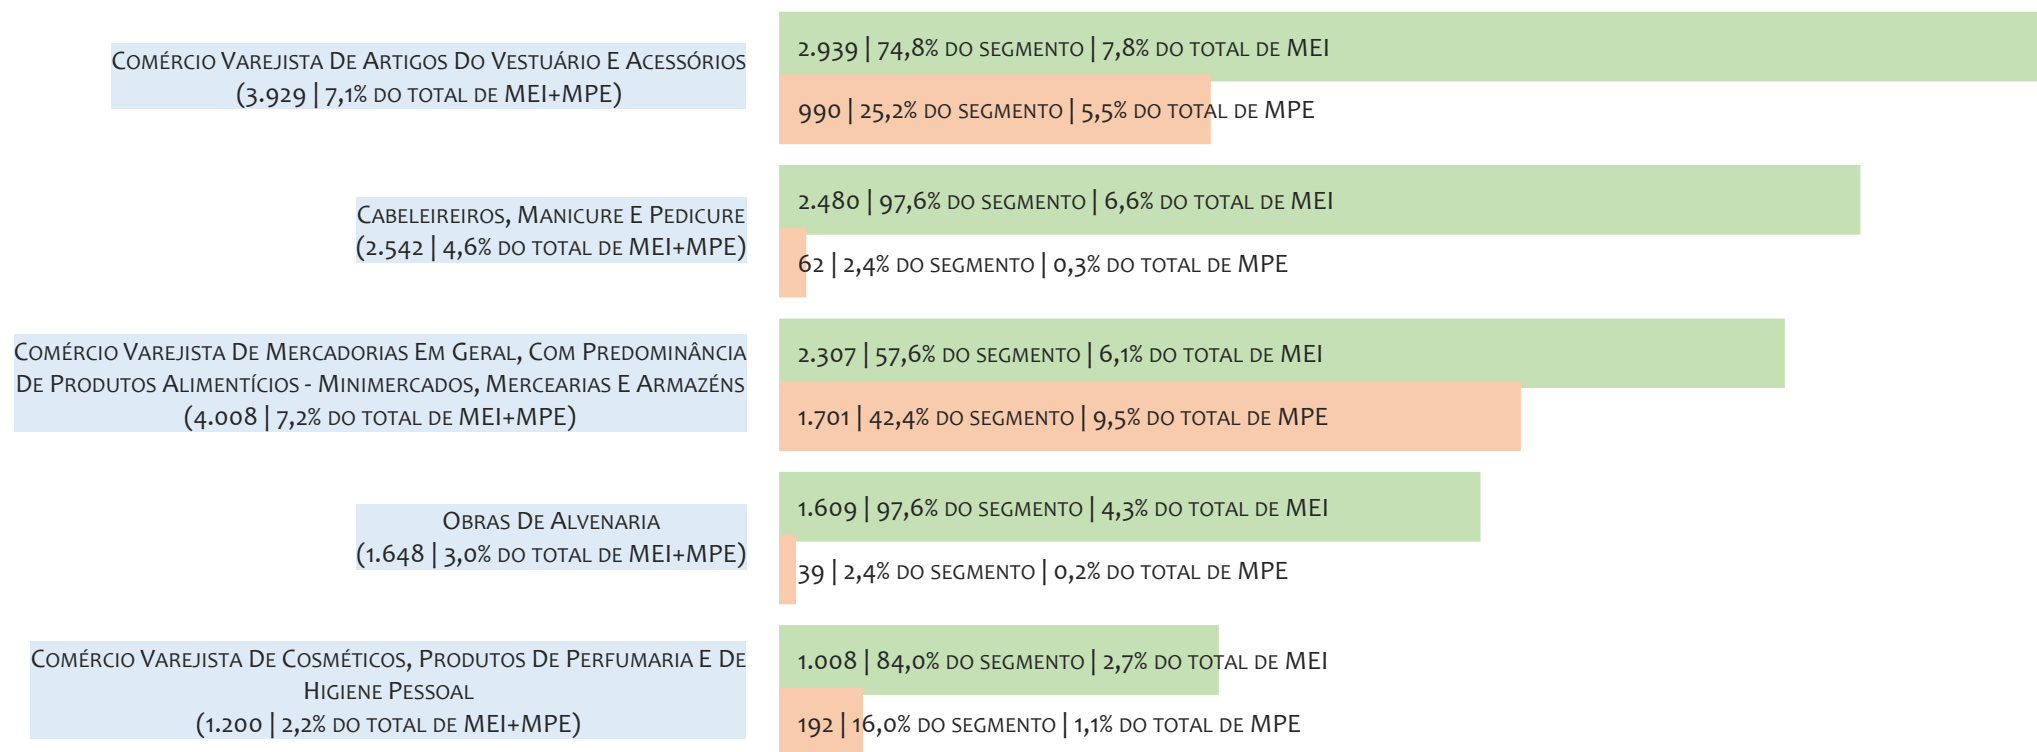 Comércio Varejista De Artigos Do Vestuário E Acessórios
(3.929 | 7,1% do total de MEI+MPE)
2.939 | 74,8% do segmento | 7,8% do total de MEI
990 | 25,2% do segmento | 5,5% do total de MPE
Cabeleireiros, Manicure E Pedicure
(2.542 | 4,6% do total de MEI+MPE)
2.480 | 97,6% do segmento | 6,6% do total de MEI
62 | 2,4% do segmento | 0,3% do total de MPE
Comércio Varejista De Mercadorias Em Geral, Com Predominância
De Produtos Alimentícios - Minimercados, Mercearias E Armazéns
(4.008 | 7,2% do total de MEI+MPE)
2.307 | 57,6% do segmento | 6,1% do total de MEI
1.701 | 42,4% do segmento | 9,5% do total de MPE
Obras De Alvenaria
(1.648 | 3,0% do total de MEI+MPE)
1.609 | 97,6% do segmento | 4,3% do total de MEI
39 | 2,4% do segmento | 0,2% do total de MPE
Comércio Varejista De Cosméticos, Produtos De Perfumaria E De
Higiene Pessoal
(1.200 | 2,2% do total de MEI+MPE)
1.008 | 84,0% do segmento | 2,7% do total de MEI
192 | 16,0% do segmento | 1,1% do total de MPE